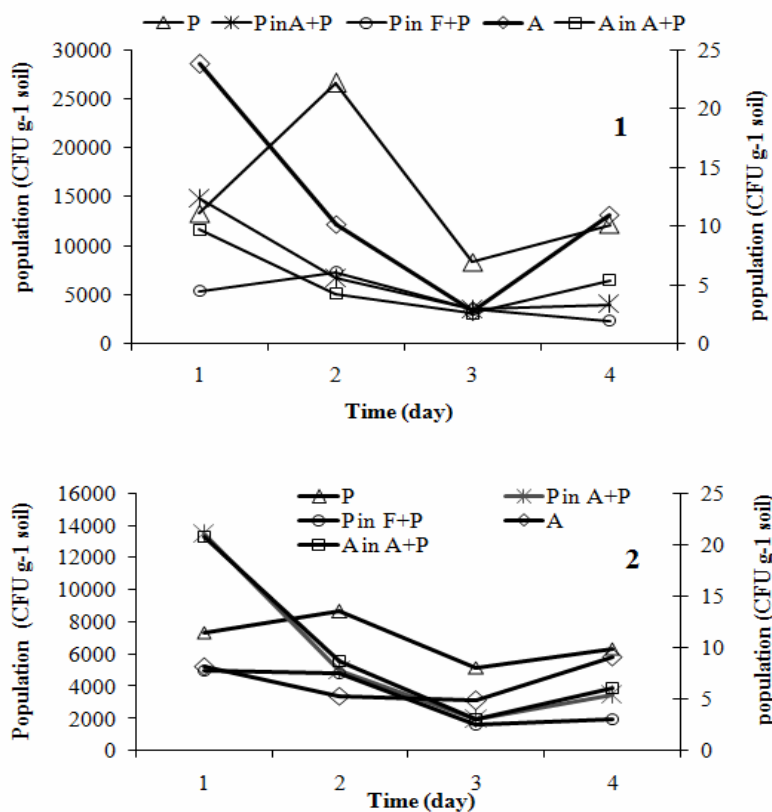 P P in A+P P in F+P A A in A+P
30000 25
25000
20
20000
15
15000
10
10000
5000 5
0 0
population (CFU g-1 soil)
population (CFU g-1 soil)
1
1 2 3 4
Time (day)
16000 25
14000
12000 20
10000 15
8000
6000 10
4000 5
2000
0 0
Population (CFU g-1 soil)
population (CFU g-1 soil)
P P in A+P
P in F+P A
A in A+P
2
1 2 3 4
Time (day)